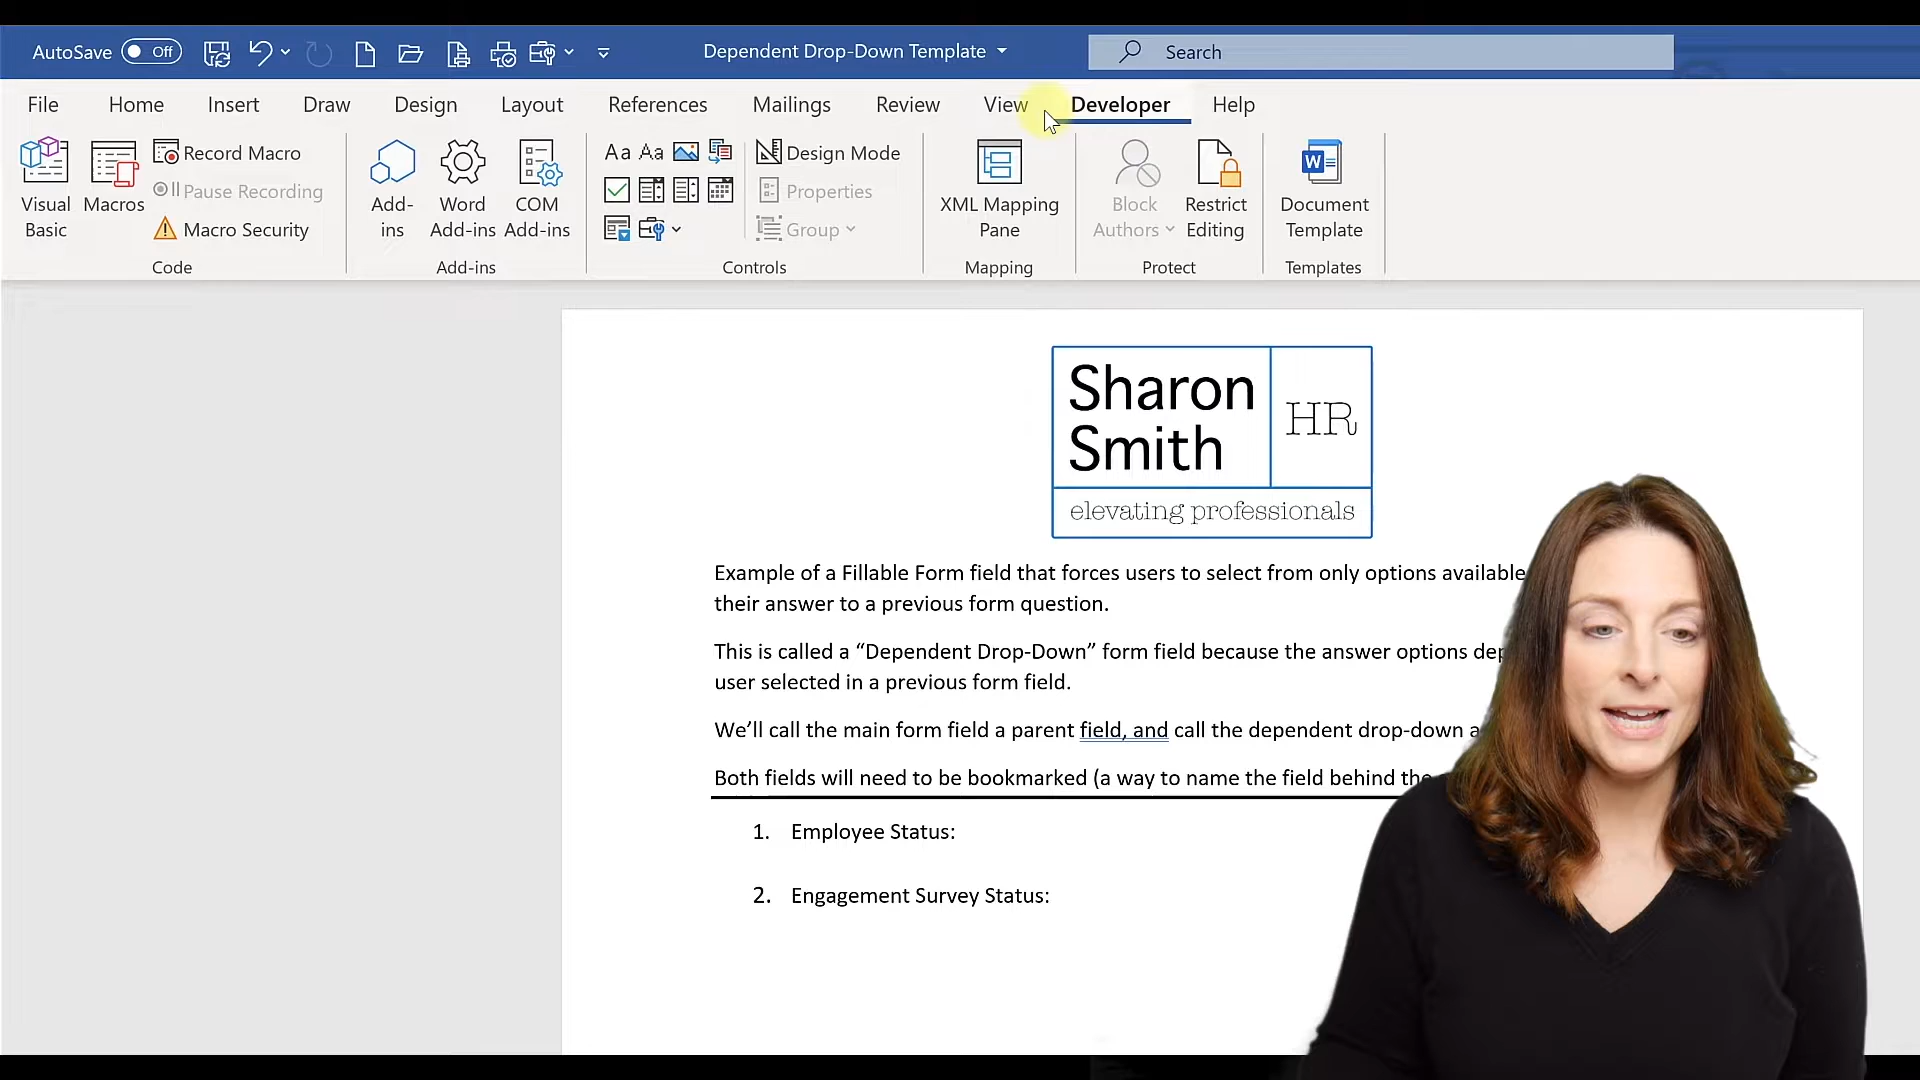 AutoSave Off Dependent Drop-Down Template Search
File Home Insert Draw Design Layout References Mailings Review View Developer Help
Visual Basic
Macros
Record Macro
Pause Recording
Macro Security
Code
Add-ins
Word Add-ins
COM Add-ins
Add-ins
Aa Aa
Design Mode
Properties
Group
Controls
XML Mapping Pane
Mapping
Block Authors
Restrict Editing
Protect
W
Document Template
Templates
Sharon
Smith
HR
elevating professionals
Example of a Fillable Form field that forces users to select from only options available
their answer to a previous form question.
This is called a “Dependent Drop-Down” form field because the answer options
user selected in a previous form field.
We’ll call the main form field a parent field, and call the dependent drop-down
Both fields will need to be bookmarked (a way to name the field behind the
1. Employee Status:
2. Engagement Survey Status: